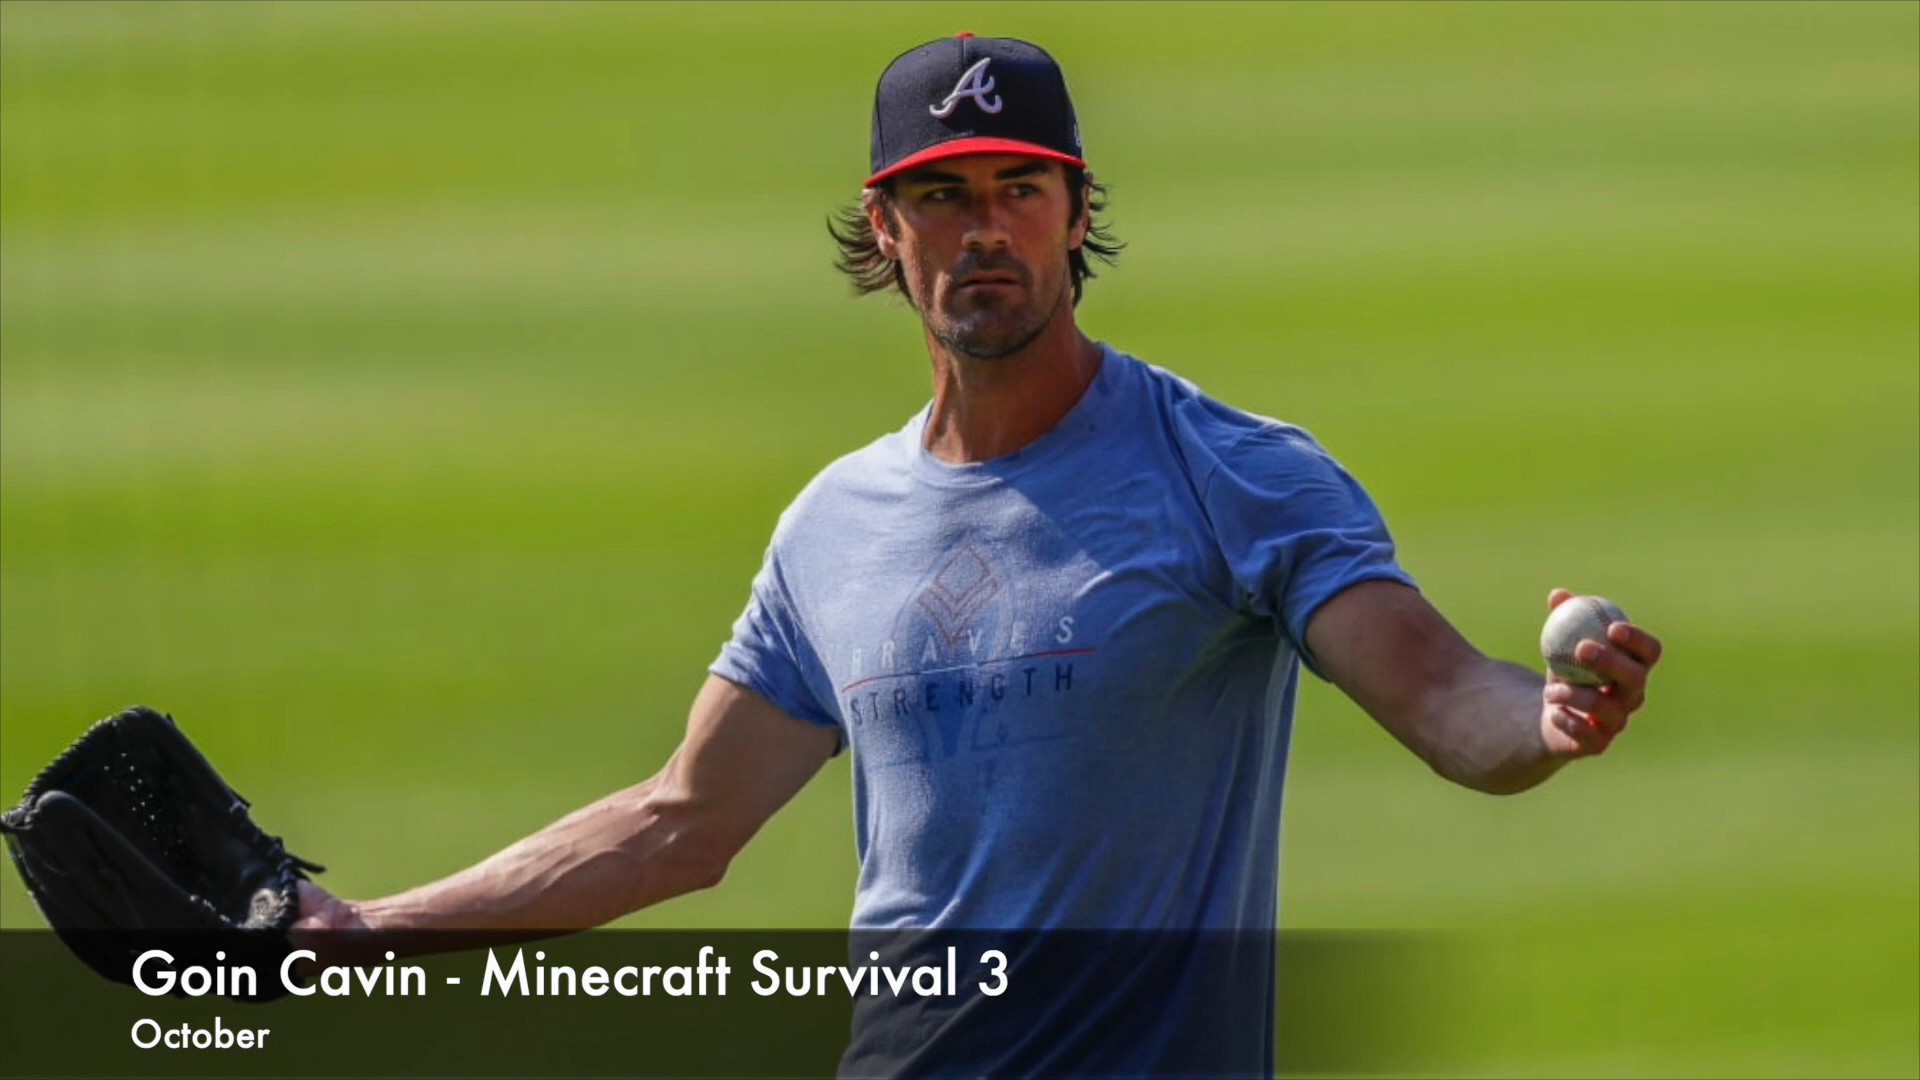 A
BRAVES
STRENGTH
Goin Cavin - Minecraft Survival 3
October